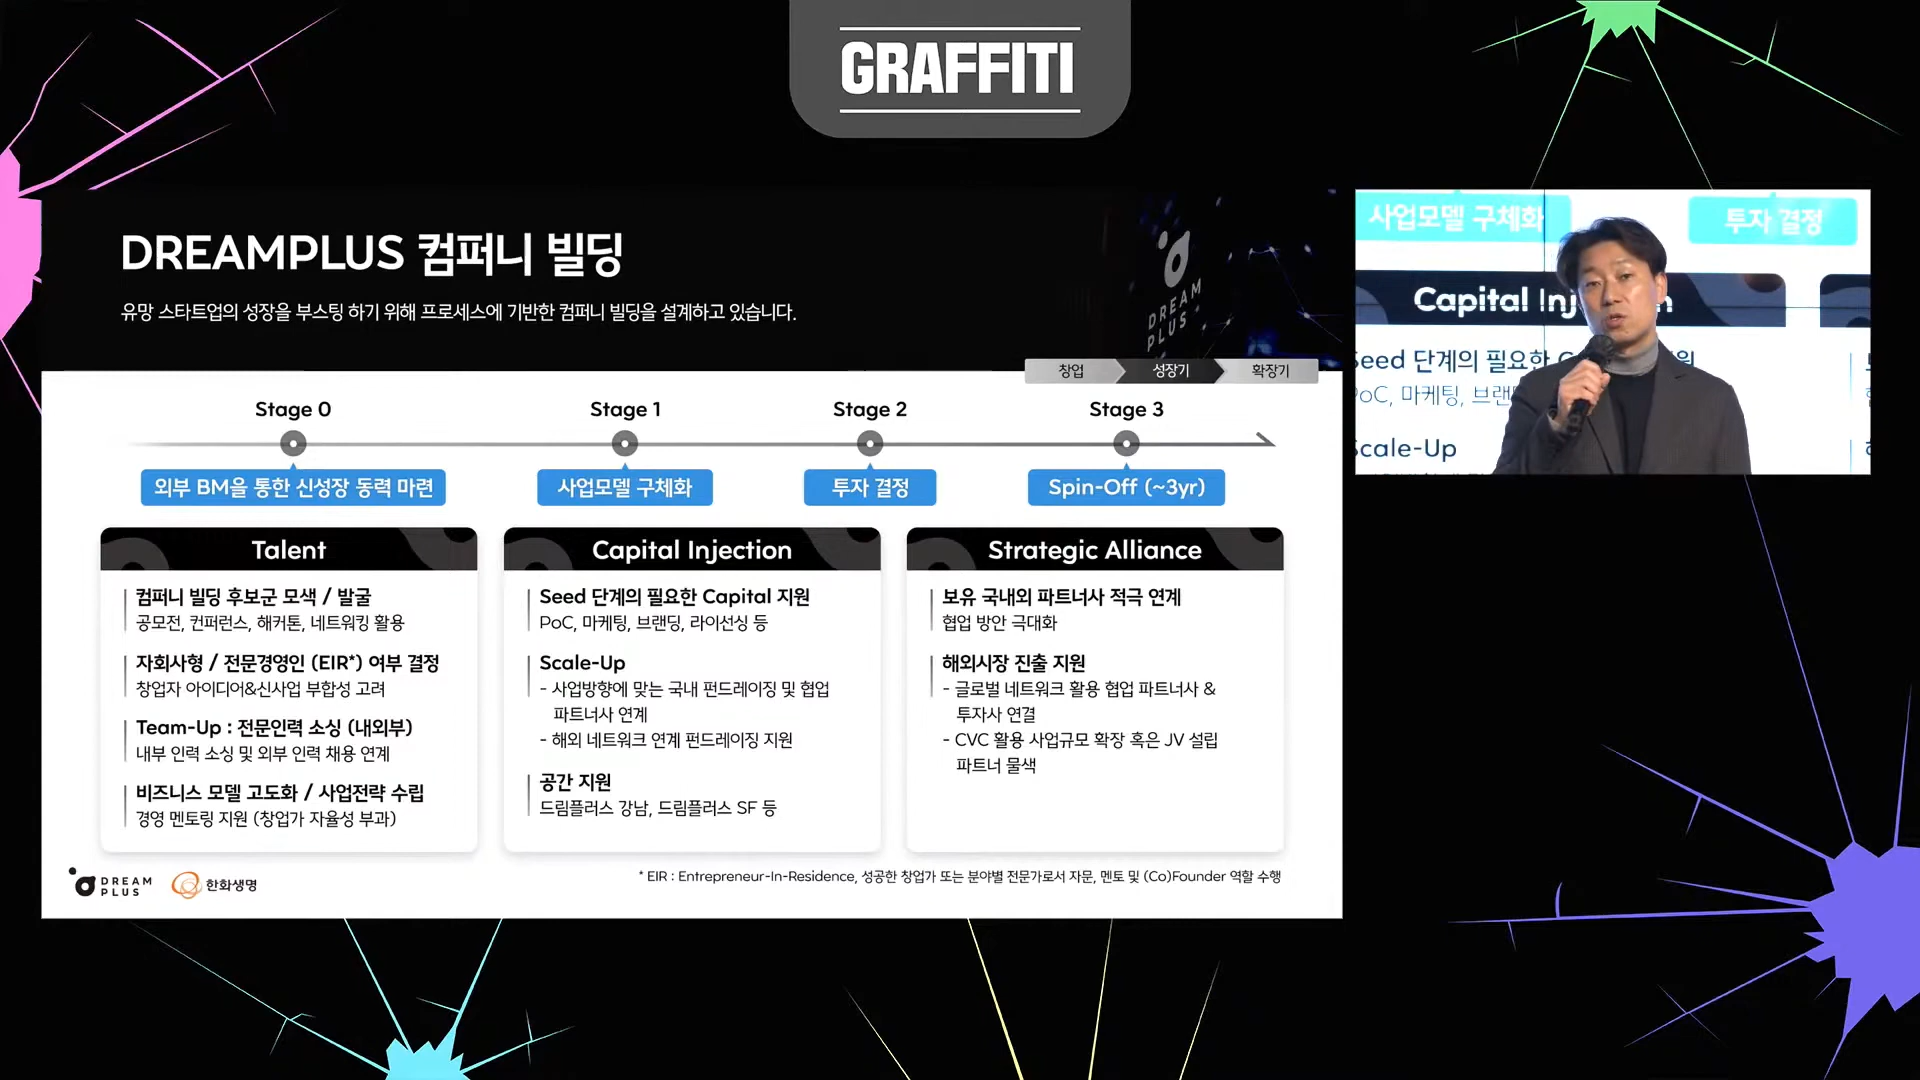 GRAFFITI
DREAMPLUS 컴퍼니 빌딩
유망 스타트업의 성장을 부스팅 하기 위해 프로세스에 기반한 컴퍼니 빌딩을 설계하고 있습니다.
DREAM
PLUS
창업
성장기
확장기
Stage 0
Stage 1
Stage 2
Stage 3
외부 BM을 통한 신성장 동력 마련
사업모델 구체화
투자 결정
Spin-Off (~3yr)
Talent
컴퍼니 빌딩 후보군 모색 / 발굴
공모전, 컨퍼런스, 해커톤, 네트워킹 활용
자회사형 / 전문경영인 (EIR*) 여부 결정
창업자 아이디어&신사업 부합성 고려
Team-Up : 전문인력 소싱 (내외부)
내부 인력 소싱 및 외부 인력 채용 연계
비즈니스 모델 고도화 / 사업전략 수립
경영 멘토링 지원 (창업가 자율성 부과)
Capital Injection
Seed 단계의 필요한 Capital 지원
PoC, 마케팅, 브랜딩, 라이선싱 등
Scale-Up
- 사업방향에 맞는 국내 펀드레이징 및 협업
파트너사 연계
- 해외 네트워크 연계 펀드레이징 지원
공간 지원
드림플러스 강남, 드림플러스 SF 등
Strategic Alliance
보유 국내외 파트너사 적극 연계
협업 방안 극대화
해외시장 진출 지원
- 글로벌 네트워크 활용 협업 파트너사 &
투자사 연결
- CVC 활용 사업규모 확장 혹은 JV 설립
파트너 물색
DREAM
PLUS
한화생명
* EIR : Entrepreneur-In-Residence, 성공한 창업가 또는 분야별 전문가로서 자문, 멘토 및 (Co)Founder 역할 수행
사업모델 구체화
투자 결정
Capital
Seed 단계의 필요한
PoC, 마케팅,
Scale-Up